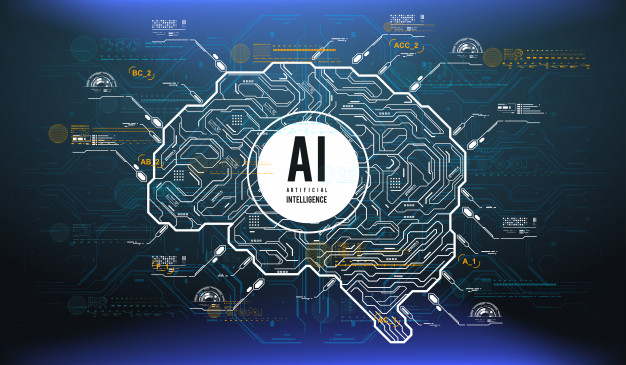 ACC_2
BC_2
AB_2
AI
ARTIFICIAL
INTELLIGENCE
A_1